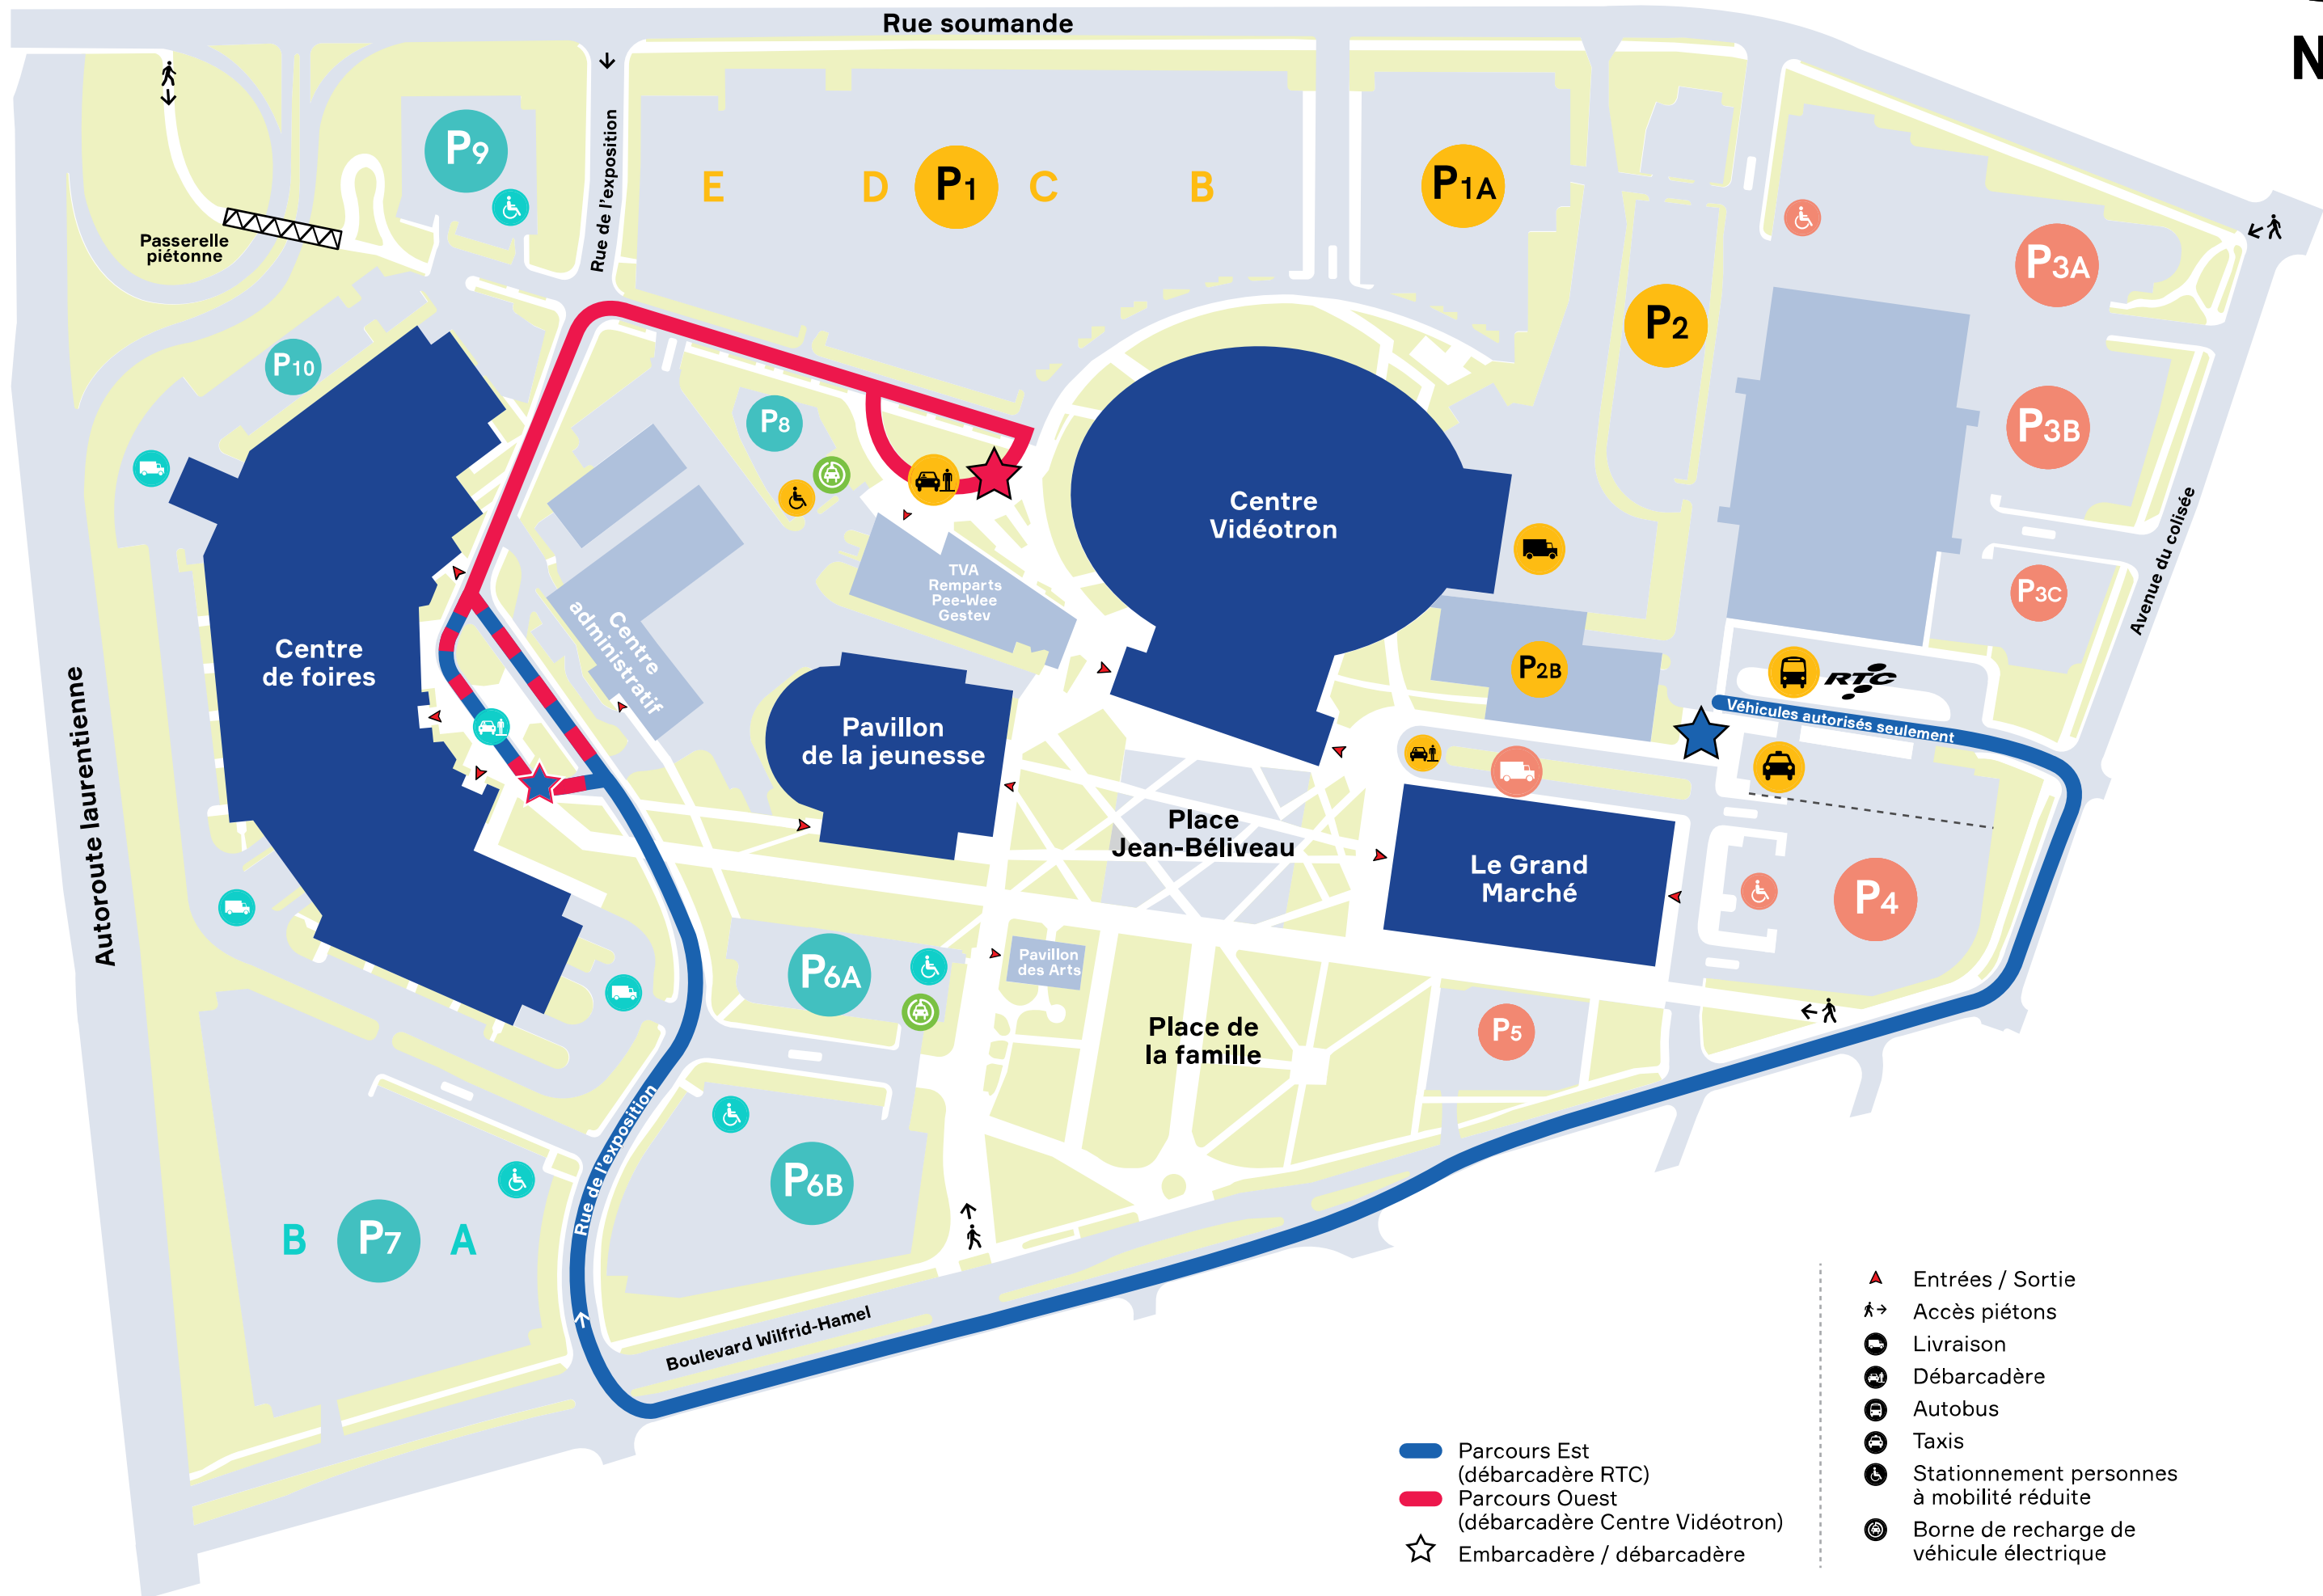 Rue soumande
N
Rue de l'exposition
P9
E
D
P1
C
B
P1A
Passerelle
piétonne
P2
P3A
P10
P8
P3B
Centre
Vidéotron
Avenue du colisée
TVA
Remparts
Pee-Wee
Gestev
P3C
Centre
administratif
Centre
de foires
P2B
RTC
Véhicules autorisés seulement
Pavillon
de la jeunesse
Autoroute laurentienne
Place
Jean-Béliveau
Le Grand
Marché
P4
P6A
Pavillon
des Arts
Place de
la famille
P5
Rue de l'exposition
P6B
B
P7
A
Boulevard Wilfrid-Hamel
Parcours Est
(débarcadère RTC)
Parcours Ouest
(débarcadère Centre Vidéotron)
Embarcadère / débarcadère
Entrées / Sortie
Accès piétons
Livraison
Débarcadère
Autobus
Taxis
Stationnement personnes
à mobilité réduite
Borne de recharge de
véhicule électrique